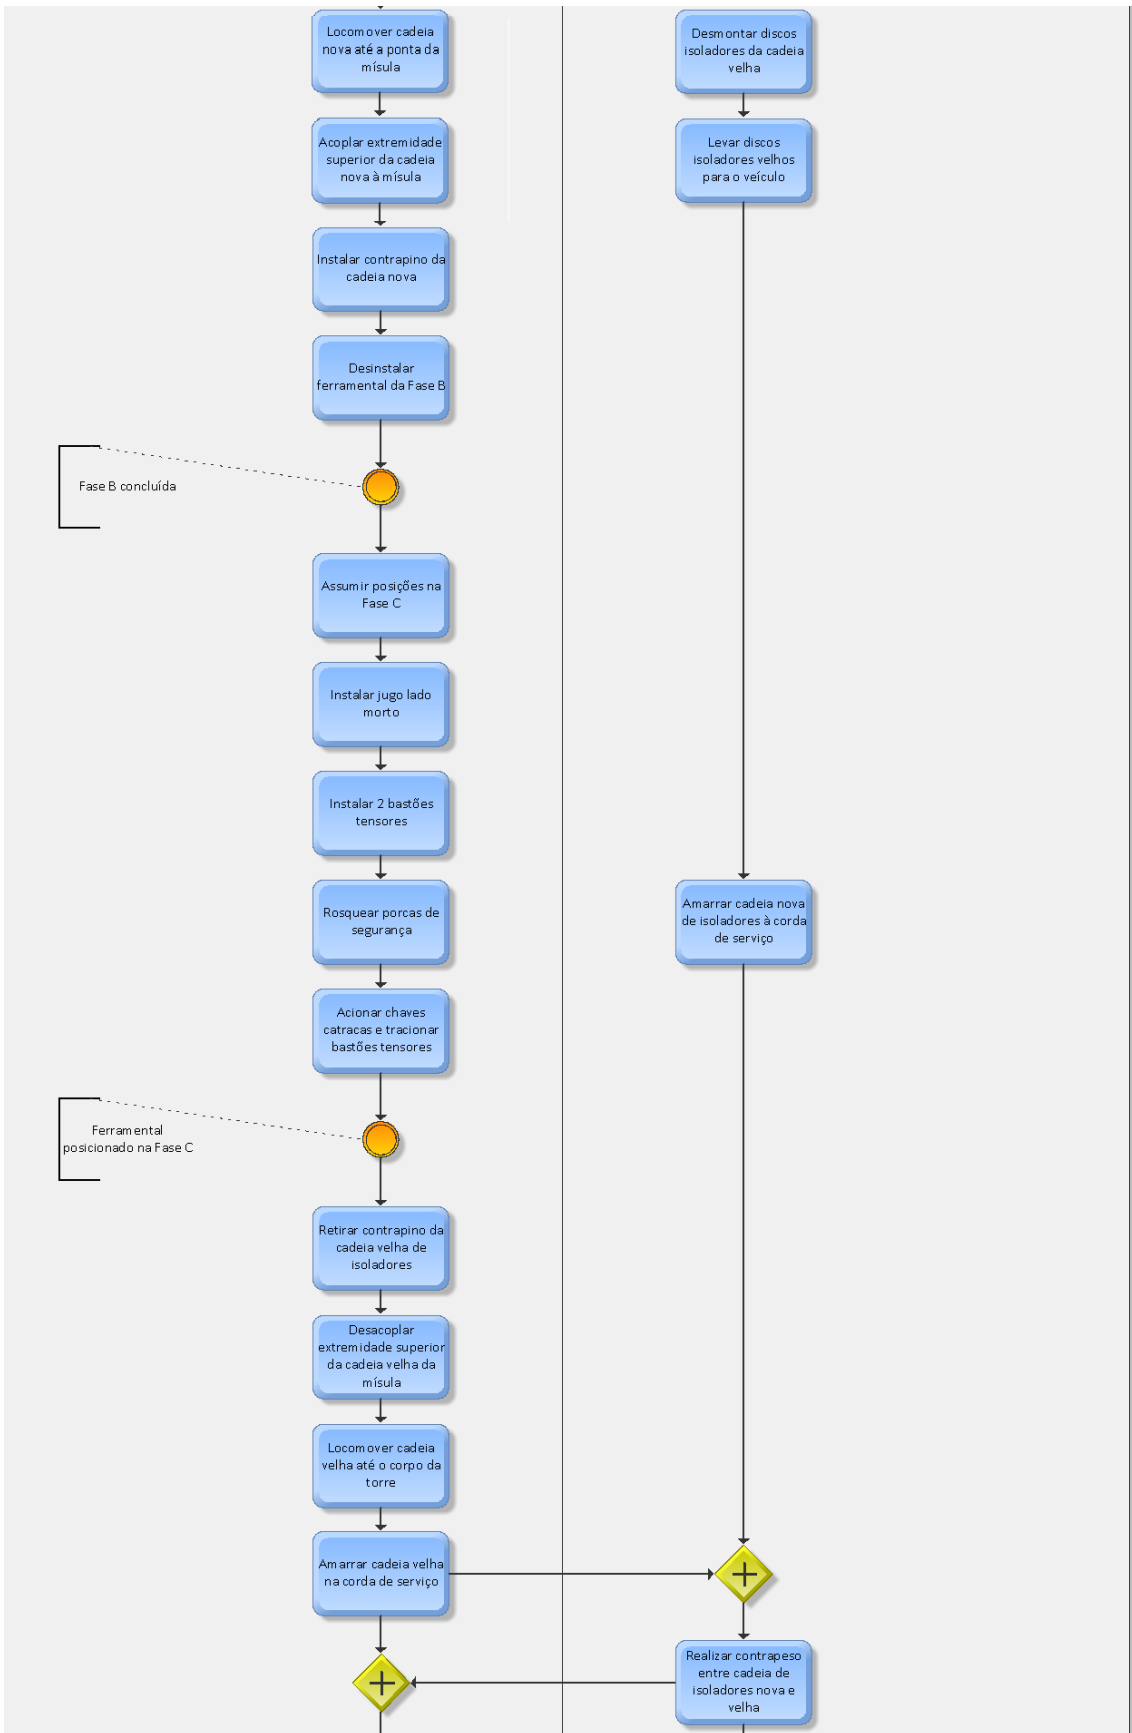 Locomover cadeia
nova até a ponta da
mísula
Acoplar extremidade
superior da cadeia
nova à mísula
Instalar contrapino da
cadeia nova
Desinstalar
ferramental da Fase B
Fase B concluída
Assumir posições na
Fase C
Instalar jugo lado
morto
Instalar 2 bastões
tensores
Rosquear porcas de
segurança
Acionar chaves
catracas e tracionar
bastões tensores
Ferramental
posicionado na Fase C
Retirar contrapino da
cadeia velha de
isoladores
Desacoplar
extremidade superior
da cadeia velha da
mísula
Locomover cadeia
velha até o corpo da
torre
Amarrar cadeia velha
na corda de serviço
Desmontar discos
isoladores da cadeia
velha
Levar discos
isoladores velhos
para o veículo
Amarrar cadeia nova
de isoladores à corda
de serviço
Realizar contrapeso
entre cadeia de
isoladores nova e
velha